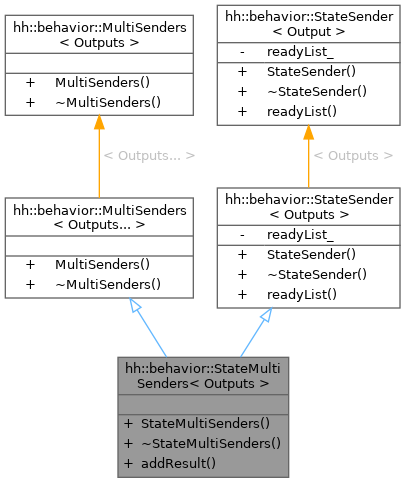 hh::behavior::MultiSenders
< Outputs >
+ MultiSenders()
+ ~MultiSenders()
hh::behavior::StateSender
< Output >
- readyList_
+ StateSender()
+ ~StateSender()
+ readyList()
< Outputs... >
< Outputs >
hh::behavior::MultiSenders
< Outputs... >
+ MultiSenders()
+ ~MultiSenders()
hh::behavior::StateSender
< Outputs >
- readyList_
+ StateSender()
+ ~StateSender()
+ readyList()
hh::behavior::StateMulti
Senders< Outputs >
+ StateMultiSenders()
+ ~StateMultiSenders()
+ addResult()